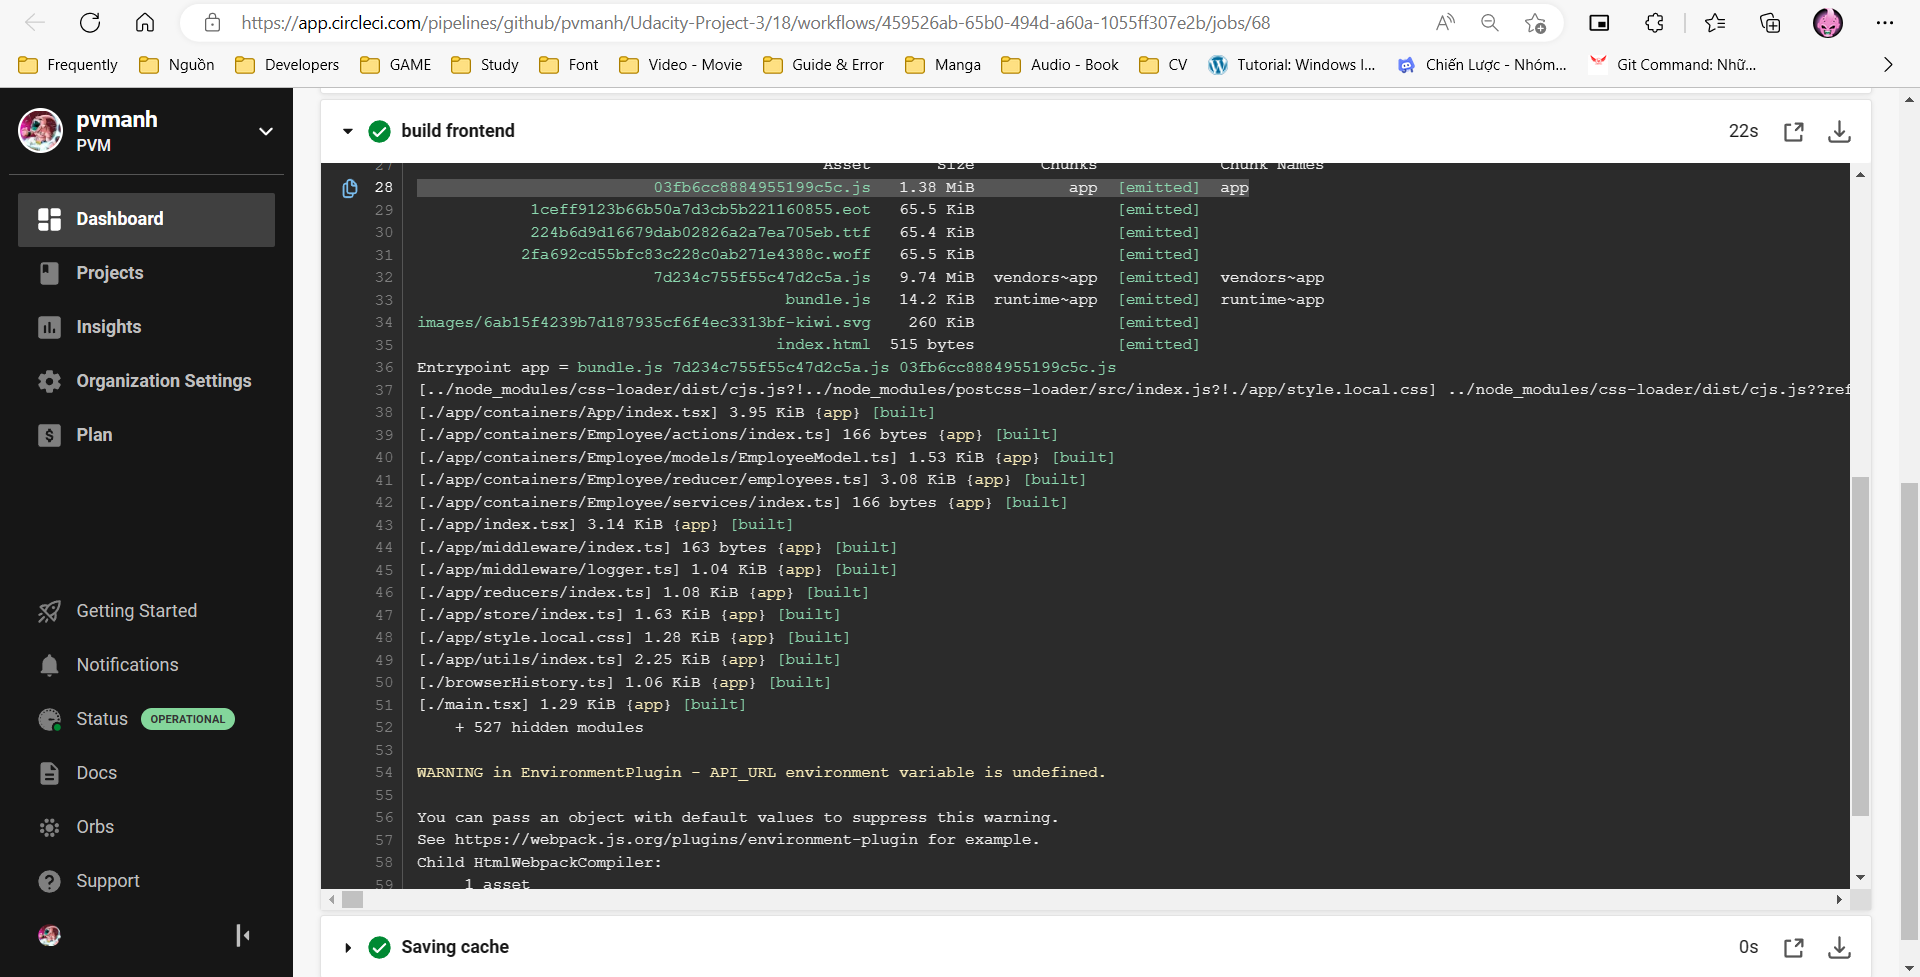 https://app.circleci.com/pipelines/github/pvmanh/Udacity-Project-3/18/workflows/459526ab-65b0-494d-a60a-1055ff307e2b/jobs/68
Frequently Nguồn Developers GAME Study Font Video - Movie Guide & Error Manga Audio - Book CV Tutorial: Windows I... Chiến Lược - Nhóm... Git Command: Nhữ...
pvmanh
PVM
Dashboard
Projects
Insights
Organization Settings
Plan
Getting Started
Notifications
Status OPERATIONAL
Docs
Orbs
Support
build frontend 22s
27 Asset Size Chunks Chunk Names
28 03fb6cc8884955199c5c.js 1.38 MiB app [emitted] app
29 1ceff9123b66b50a7d3cb5b221160855.eot 65.5 KiB [emitted]
30 224b6d9d16679dab02826a2a7ea705eb.ttf 65.4 KiB [emitted]
31 2fa692cd55bfc83c228c0ab271e4388c.woff 65.5 KiB [emitted]
32 7d234c755f55c47d2c5a.js 9.74 MiB vendors~app [emitted] vendors~app
33 bundle.js 14.2 KiB runtime~app [emitted] runtime~app
34 images/6ab15f4239b7d187935cf6f4ec3313bf-kiwi.svg 260 KiB [emitted]
35 index.html 515 bytes [emitted]
36 Entrypoint app = bundle.js 7d234c755f55c47d2c5a.js 03fb6cc8884955199c5c.js
37 [../node_modules/css-loader/dist/cjs.js?!../node_modules/postcss-loader/src/index.js?!./app/style.local.css] ../node_modules/css-loader/dist/cjs.js??ref
38 [./app/containers/App/index.tsx] 3.95 KiB {app} [built]
39 [./app/containers/Employee/actions/index.ts] 166 bytes {app} [built]
40 [./app/containers/Employee/models/EmployeeModel.ts] 1.53 KiB {app} [built]
41 [./app/containers/Employee/reducer/employees.ts] 3.08 KiB {app} [built]
42 [./app/containers/Employee/services/index.ts] 166 bytes {app} [built]
43 [./app/index.tsx] 3.14 KiB {app} [built]
44 [./app/middleware/index.ts] 163 bytes {app} [built]
45 [./app/middleware/logger.ts] 1.04 KiB {app} [built]
46 [./app/reducers/index.ts] 1.08 KiB {app} [built]
47 [./app/store/index.ts] 1.63 KiB {app} [built]
48 [./app/style.local.css] 1.28 KiB {app} [built]
49 [./app/utils/index.ts] 2.25 KiB {app} [built]
50 [./browserHistory.ts] 1.06 KiB {app} [built]
51 [./main.tsx] 1.29 KiB {app} [built]
52 + 527 hidden modules
53
54 WARNING in EnvironmentPlugin - API_URL environment variable is undefined.
55
56 You can pass an object with default values to suppress this warning.
57 See https://webpack.js.org/plugins/environment-plugin for example.
58 Child HtmlWebpackCompiler:
59 1 asset
Saving cache 0s